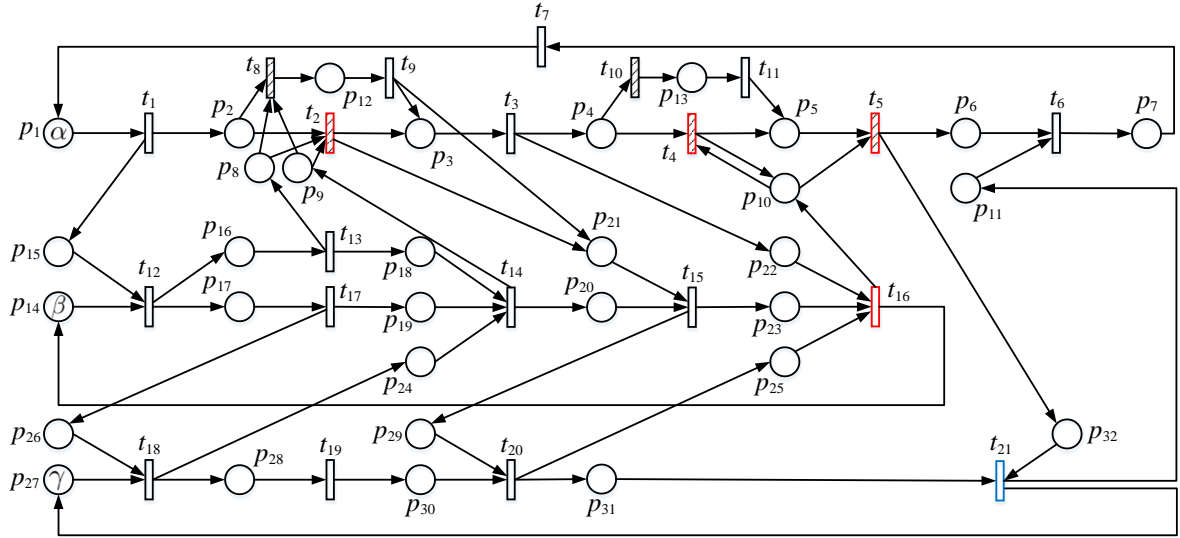 t7
t8 t9 t10 t11
p12 p13
t1 p2 t2 t3 p4 p5 t5 p6 t6 p7
p1 α
p3 t4
p8 p9 p10 p11
p21
p15 p16 t13 p18 p22
t12 p17 t17 t14 p20 t15 t16
p14 β
p19 p23
p24 p25
p26 t18 p29 t20 p32
p28 t19 t21
p27 γ
p30 p31